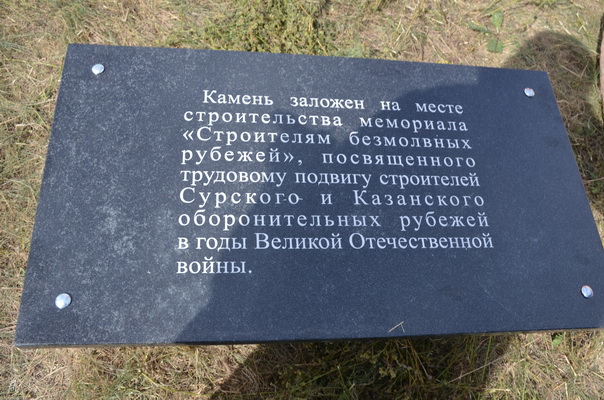 Камень заложен на месте
строительства мемориала
«Строителям безмолвных
рубежей», посвященного
трудовому подвигу строителей
Сурского и Казанского
оборонительных рубежей
в годы Великой Отечественной
войны.